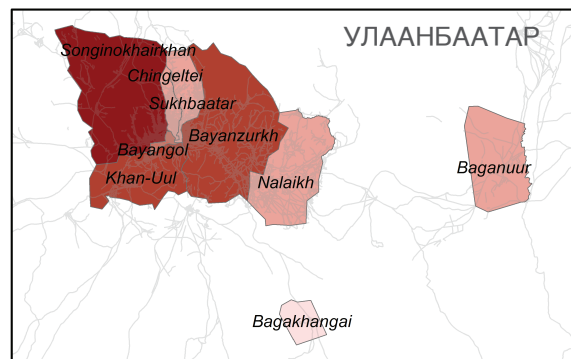 УЛААНБААТАР
Songinokhairkhan
Chingeltei
Sukhbaatar
Bayanzurkh
Bayangol
Khan-Uul
Nalaikh
Baganuur
Bagakhangai